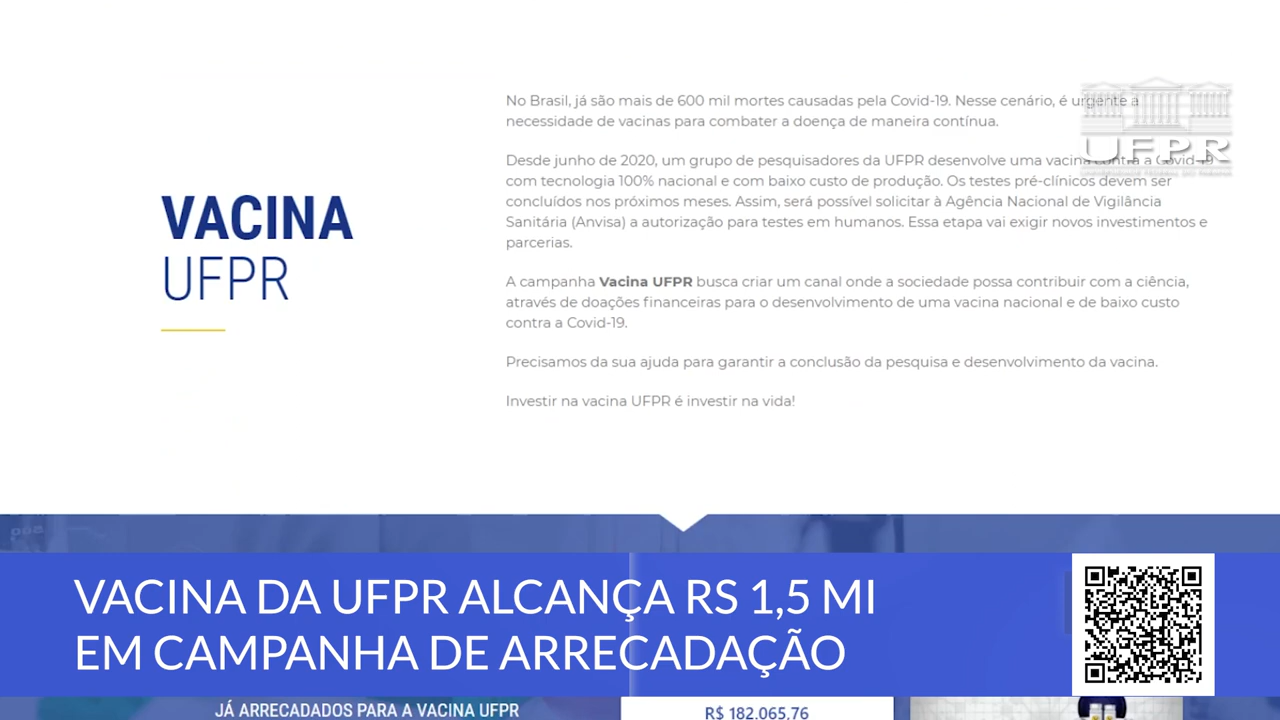 No Brasil, já são mais de 600 mil mortes causadas pela Covid-19. Nesse cenário, é urgente a
necessidade de vacinas para combater a doença de maneira contínua.
Desde junho de 2020, um grupo de pesquisadores da UFPR desenvolve uma vacina contra a Covid-19
com tecnologia 100% nacional e com baixo custo de produção. Os testes pré-clínicos devem ser
concluídos nos próximos meses. Assim, será possível solicitar à Agência Nacional de Vigilância
Sanitária (Anvisa) a autorização para testes em humanos. Essa etapa vai exigir novos investimentos e
parcerias.
A campanha Vacina UFPR busca criar um canal onde a sociedade possa contribuir com a ciência,
através de doações financeiras para o desenvolvimento de uma vacina nacional e de baixo custo
contra a Covid-19.
Precisamos da sua ajuda para garantir a conclusão da pesquisa e desenvolvimento da vacina.
Investir na vacina UFPR é investir na vida!
VACINA
UFPR
UFPR
UNIVERSIDADE FEDERAL DO PARANÁ
VACINA DA UFPR ALCANÇA RS 1,5 MI
EM CAMPANHA DE ARRECADAÇÃO
JÁ ARRECADADOS PARA A VACINA UFPR
R$ 182.065,76